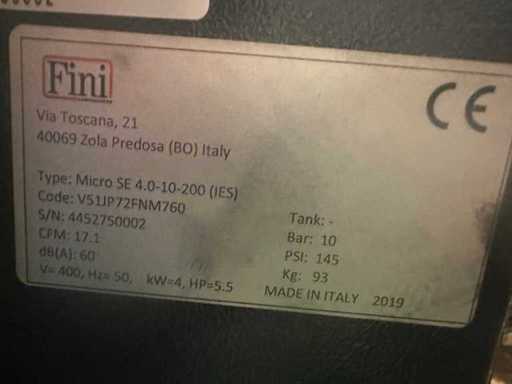 Fini
CE
Via Toscana, 21
40069 Zola Predosa (BO) Italy
Type: Micro SE 4.0-10-200 (IES)
Code: V51JP72FNM760
S/N: 4452750002
CFM: 17.1
dB(A): 60
V= 400, Hz= 50, kW=4, HP=5.5
Tank: -
Bar: 10
PSI: 145
Kg: 93
MADE IN ITALY 2019